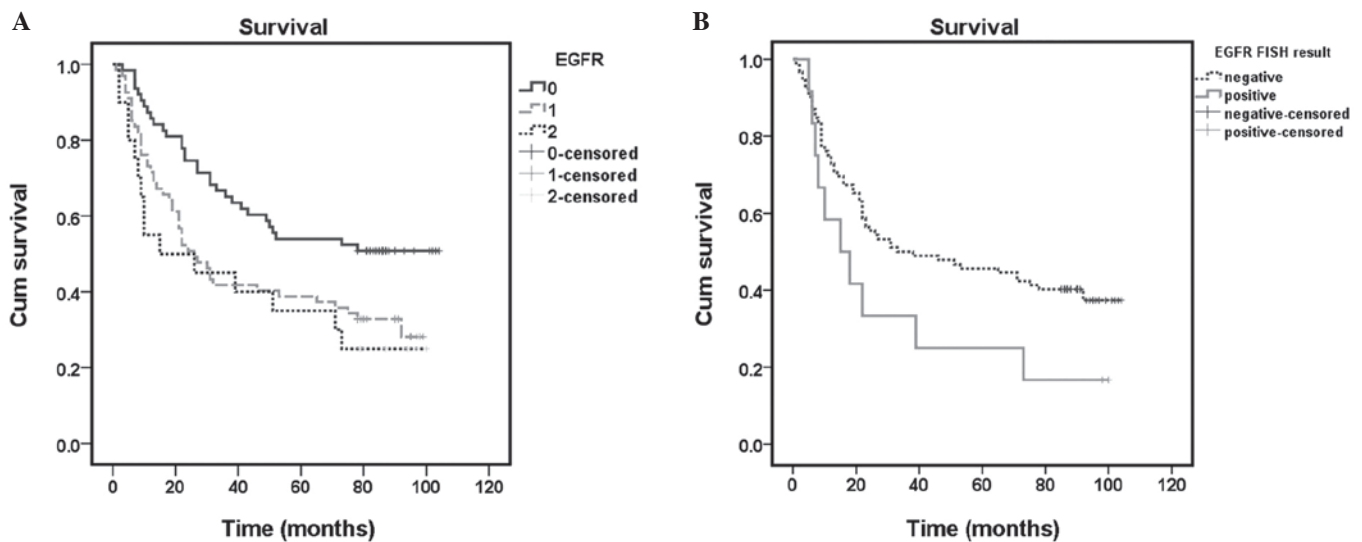 A
Survival
1.0
0.8
0.6
0.4
0.2
0.0
Cum survival
0
20
40
60
80
100
120
Time (months)
EGFR
0
1
2
0-censored
1-censored
2-censored
B
Survival
1.0
0.8
0.6
0.4
0.2
0.0
Cum survival
0
20
40
60
80
100
120
Time (months)
EGFR FISH result
negative
positive
negative-censored
positive-censored